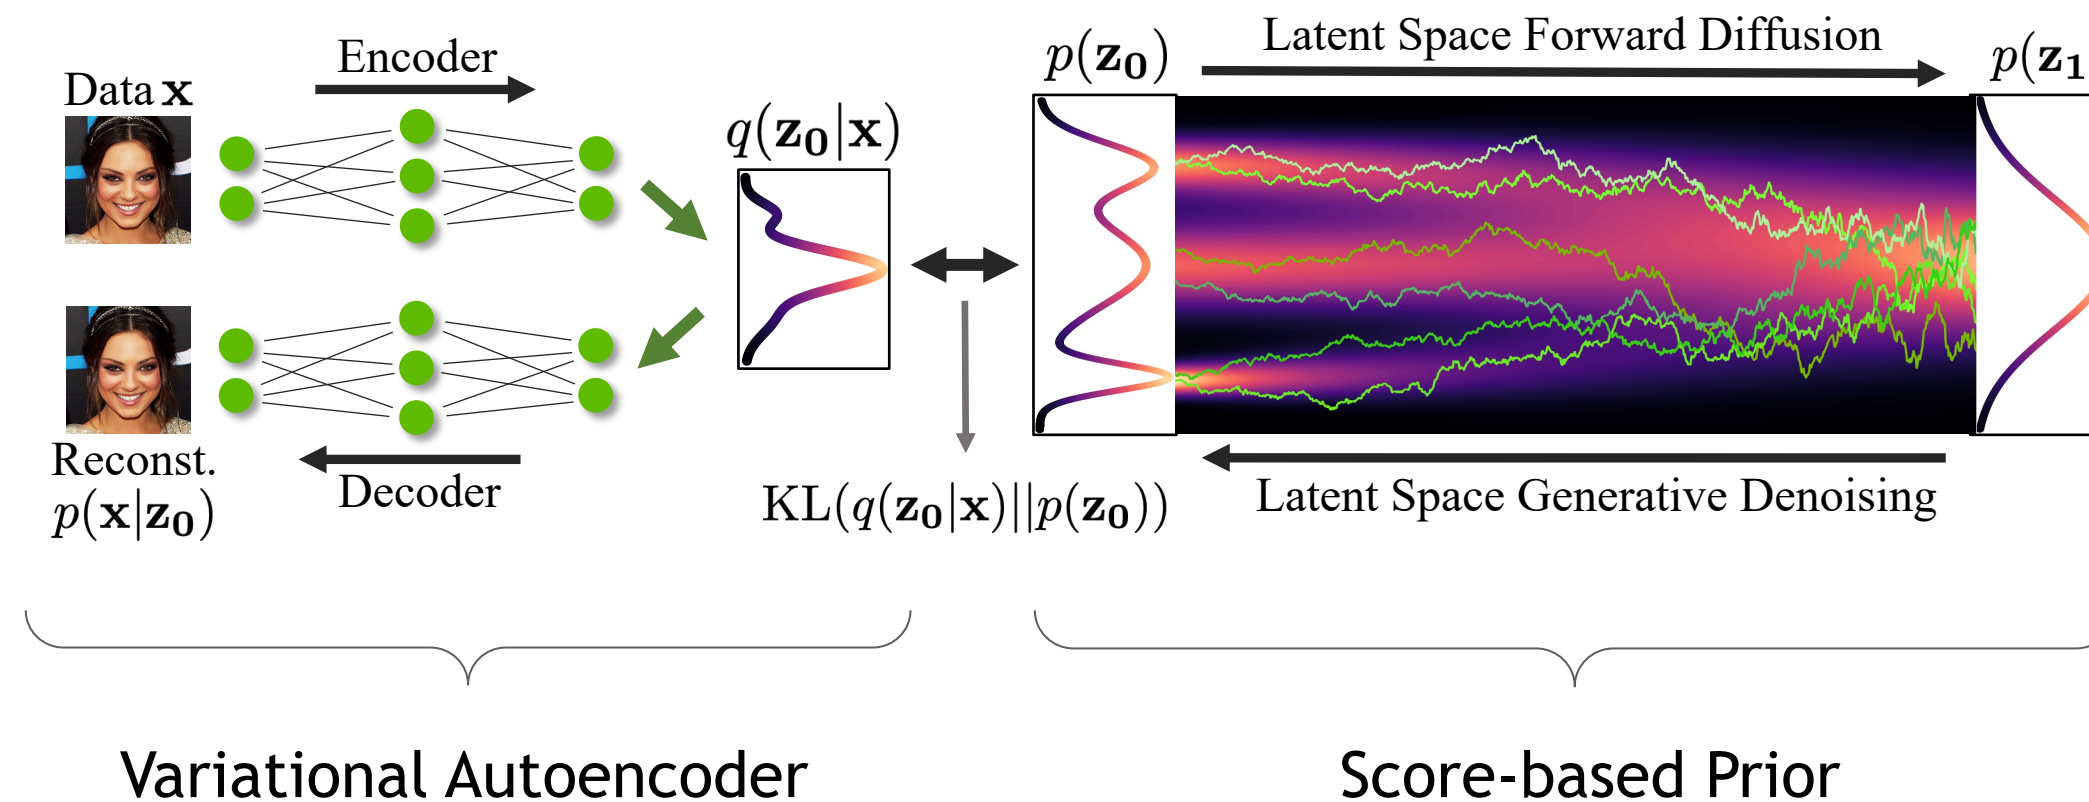 Data x
Encoder
q(z₀|x)
Reconst.
p(x|z₀)
Decoder
KL(q(z₀|x)||p(z₀))
p(z₀)
Latent Space Forward Diffusion
p(z₁
Latent Space Generative Denoising
Variational Autoencoder
Score-based Prior